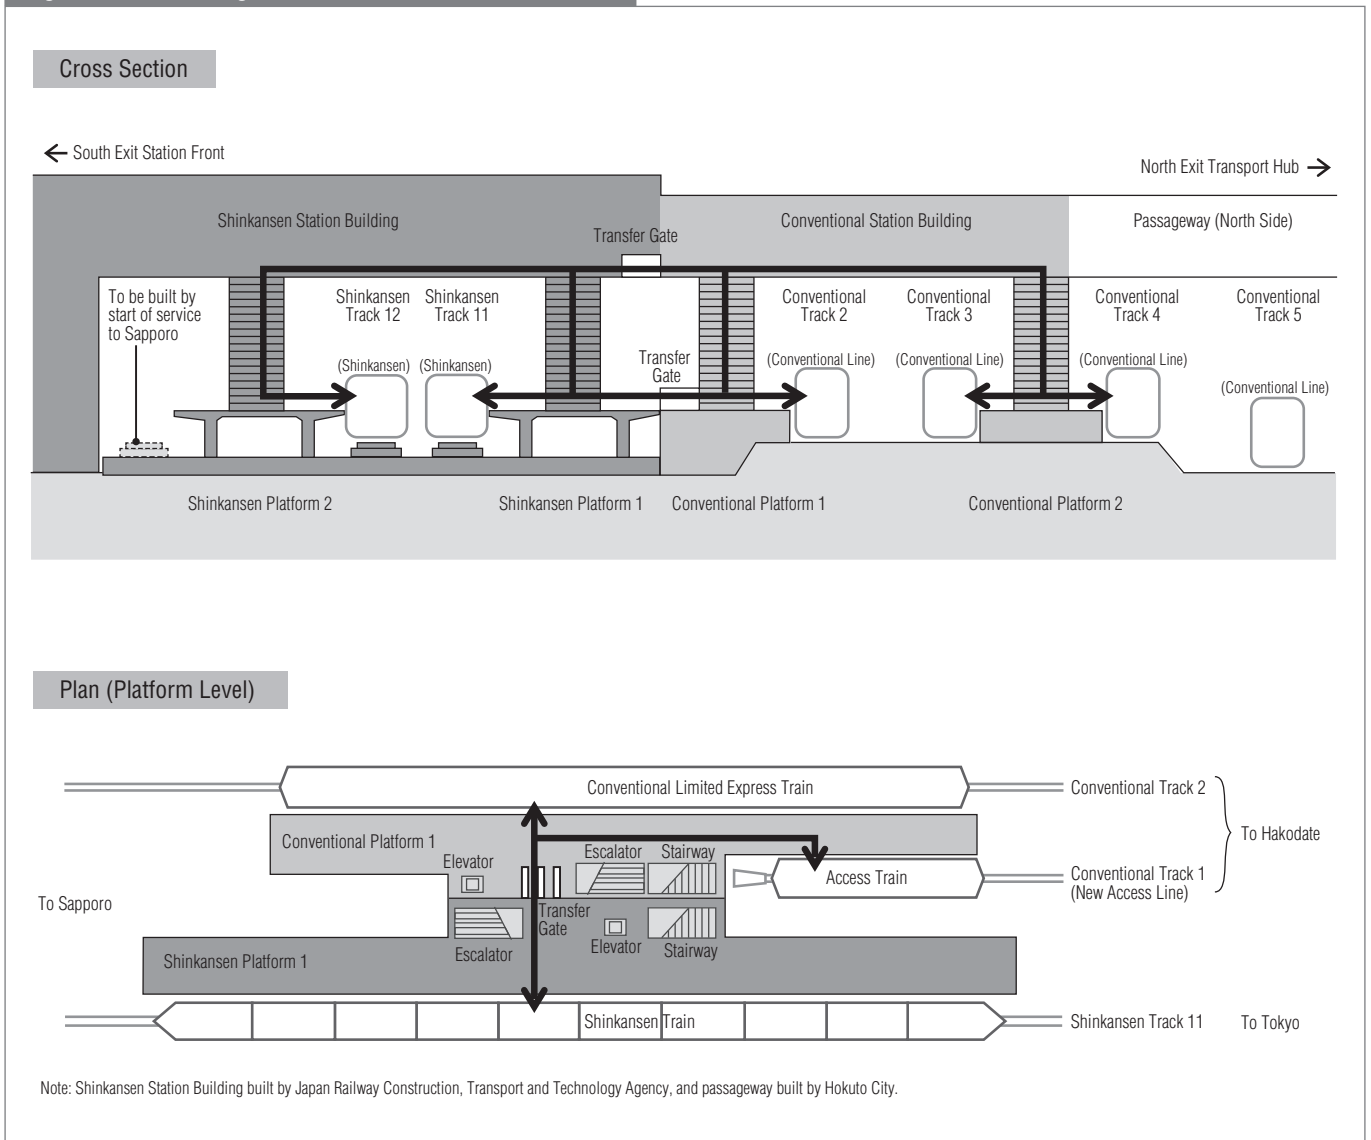 Cross Section
South Exit Station Front
North Exit Transport Hub
Shinkansen Station Building
Conventional Station Building
Passageway (North Side)
Transfer Gate
To be built by
start of service
to Sapporo
Shinkansen
Track 12
Shinkansen
Track 11
Conventional
Track 2
Conventional
Track 3
Conventional
Track 4
Conventional
Track 5
Transfer
Gate
(Shinkansen)
(Shinkansen)
(Conventional Line)
(Conventional Line)
(Conventional Line)
(Conventional Line)
Shinkansen Platform 2
Shinkansen Platform 1
Conventional Platform 1
Conventional Platform 2
Plan (Platform Level)
Conventional Limited Express Train
Conventional Track 2
Conventional Platform 1
To Hakodate
Elevator
Escalator
Stairway
Access Train
Conventional Track 1
(New Access Line)
To Sapporo
Transfer
Gate
Escalator
Elevator
Stairway
Shinkansen Platform 1
Shinkansen Train
Shinkansen Track 11
To Tokyo
Note: Shinkansen Station Building built by Japan Railway Construction, Transport and Technology Agency, and passageway built by Hokuto City.